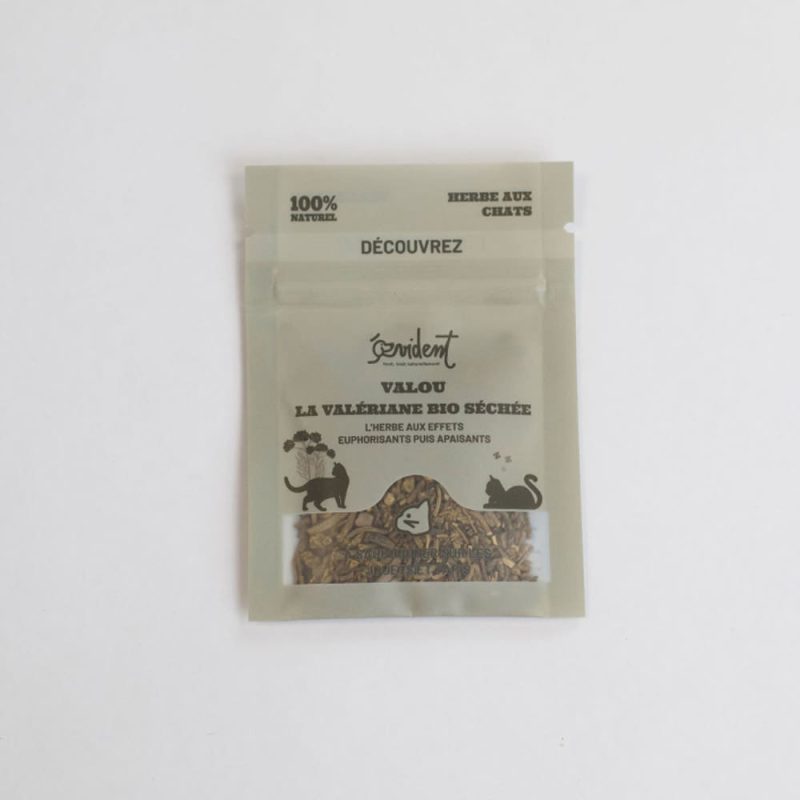 100%
NATUREL
HERBE AUX
CHATS
DÉCOUVREZ
évident
VALOU
LA VALÉRIANE BIO SÉCHÉE
L'HERBE AUX EFFETS
EUPHORISANTS PUIS APAISANTS
z z